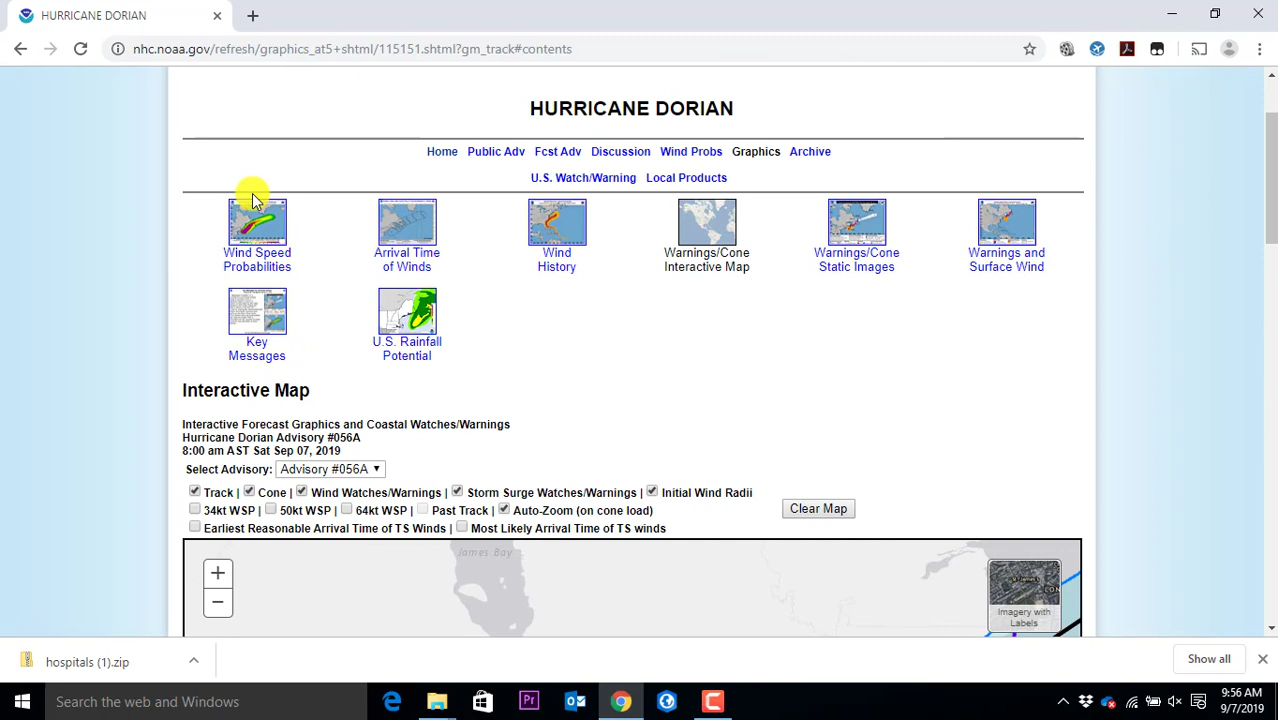 HURRICANE DORIAN
nhc.noaa.gov/refresh/graphics_at5+shtml/115151.shtml?gm_track#contents
HURRICANE DORIAN
Home Public Adv Fcst Adv Discussion Wind Probs Graphics Archive
U.S. Watch/Warning Local Products
Wind Speed Probabilities
Arrival Time of Winds
Wind History
Warnings/Cone Interactive Map
Warnings/Cone Static Images
Warnings and Surface Wind
Key Messages
U.S. Rainfall Potential
Interactive Map
Interactive Forecast Graphics and Coastal Watches/Warnings
Hurricane Dorian Advisory #056A
8:00 am AST Sat Sep 07, 2019
Select Advisory: Advisory #056A
Track | Cone | Wind Watches/Warnings | Storm Surge Watches/Warnings | Initial Wind Radii
34kt WSP | 50kt WSP | 64kt WSP | Past Track | Auto-Zoom (on cone load)
Clear Map
Earliest Reasonable Arrival Time of TS Winds | Most Likely Arrival Time of TS winds
James Bay
+
−
Imagery with
Labels
hospitals (1).zip
Show all
Search the web and Windows
9:56 AM
9/7/2019